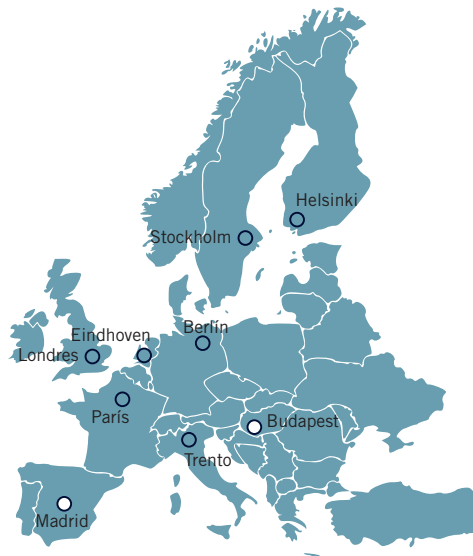 Helsinki
Stockholm
Berlín
Eindhoven
Londres
París
Budapest
Trento
Madrid